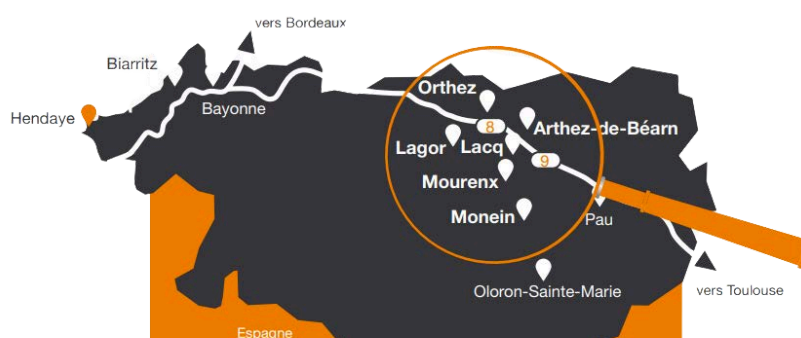 vers Bordeaux
Biarritz
Hendaye
Bayonne
Orthez
8
Arthez-de-Béarn
Lagor
Lacq
9
Mourenx
Monein
Pau
Oloron-Sainte-Marie
vers Toulouse
Espagne